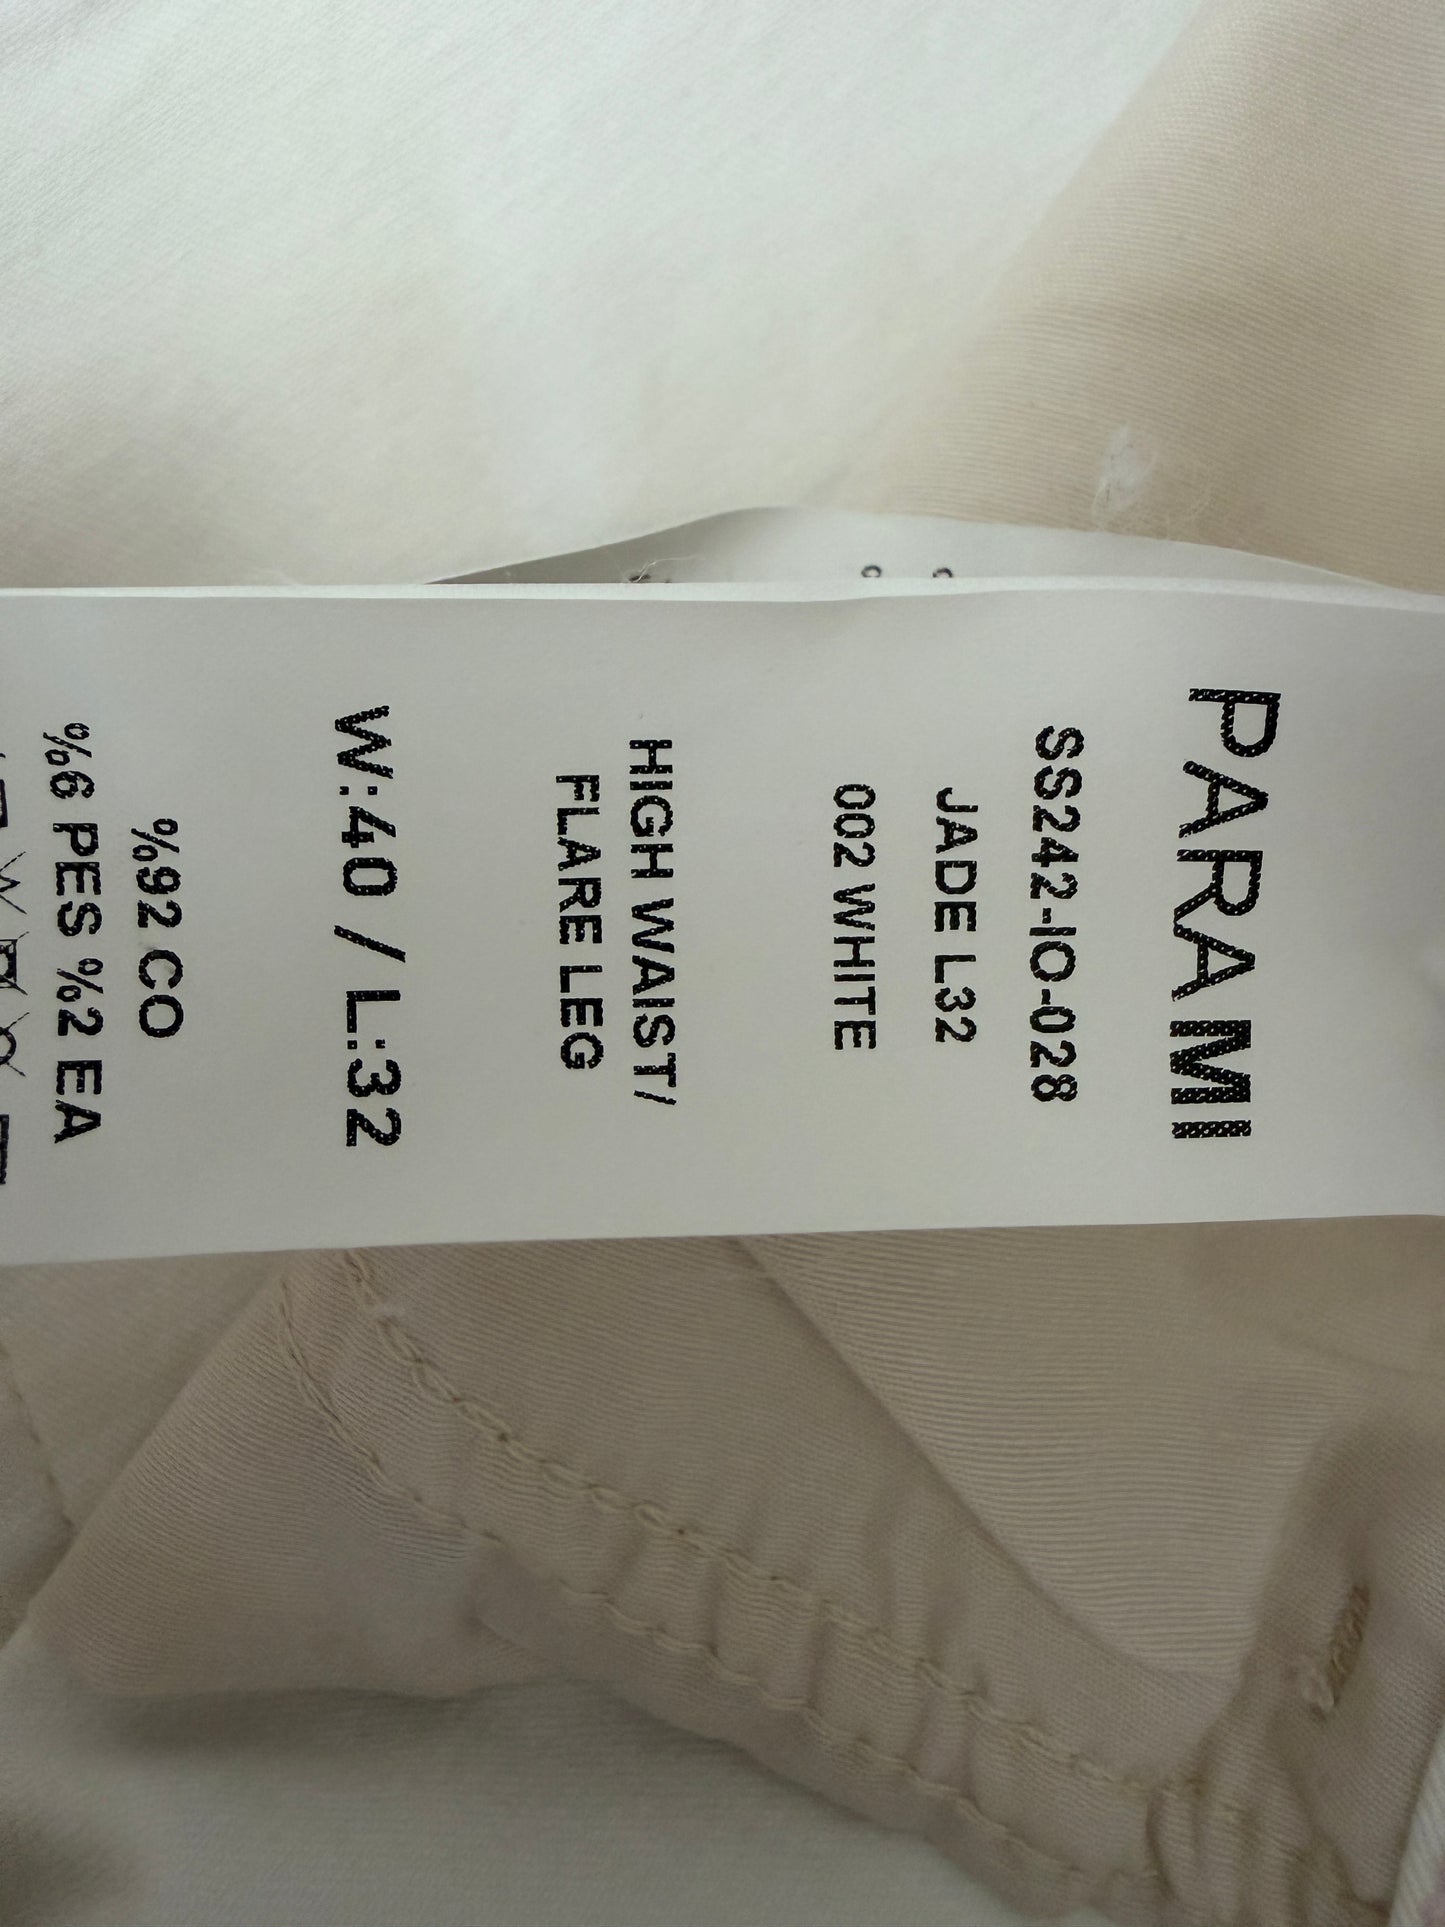 PARA MI
SS242-IO-028
JADE L32
002 WHITE
HIGH WAIST/
FLARE LEG
W:40 / L:32
%92 CO
%6 PES %2 EA